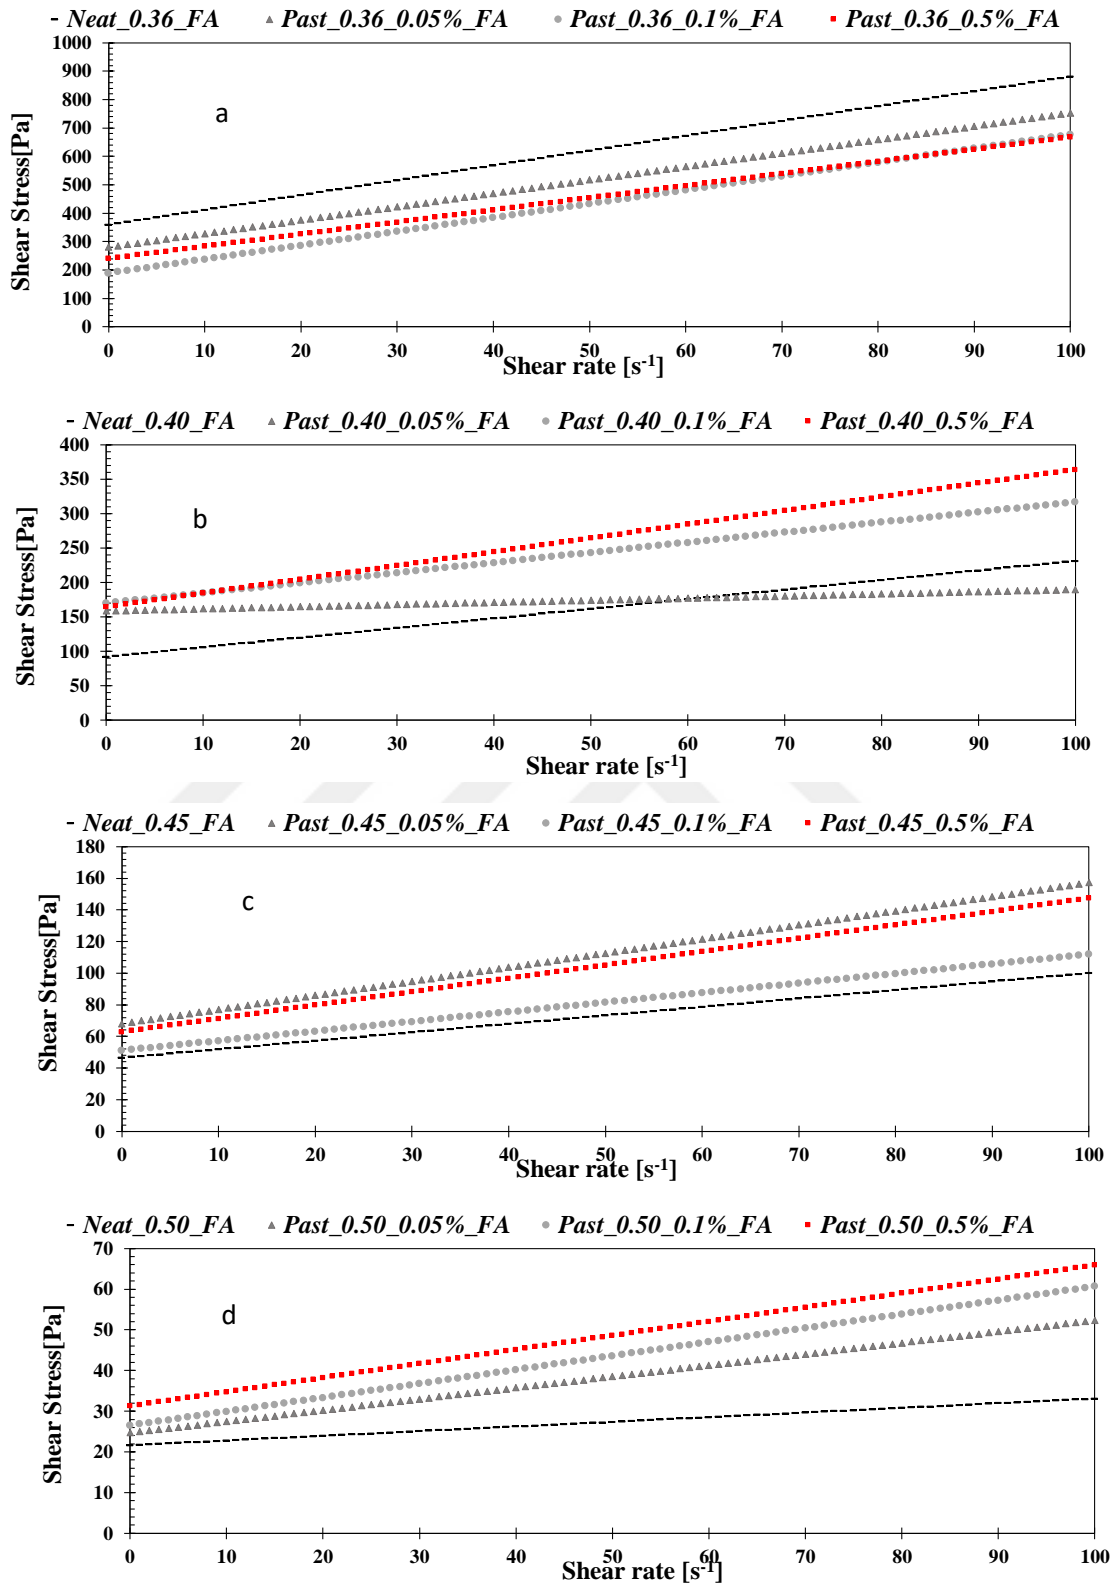 - Neat_0.36_FA ▲ Past_0.36_0.05%_FA ● Past_0.36_0.1%_FA ▪ Past_0.36_0.5%_FA
1000
900
800
700
600
500
400
300
200
100
0
Shear Stress[Pa]
a
0 10 20 30 40 50 60 70 80 90 100
Shear rate [s-1]
- Neat_0.40_FA ▲ Past_0.40_0.05%_FA ● Past_0.40_0.1%_FA ▪ Past_0.40_0.5%_FA
400
350
300
250
200
150
100
50
0
Shear Stress[Pa]
b
0 10 20 30 40 50 60 70 80 90 100
Shear rate [s-1]
- Neat_0.45_FA ▲ Past_0.45_0.05%_FA ● Past_0.45_0.1%_FA ▪ Past_0.45_0.5%_FA
180
160
140
120
100
80
60
40
20
0
Shear Stress[Pa]
c
0 10 20 30 40 50 60 70 80 90 100
Shear rate [s-1]
- Neat_0.50_FA ▲ Past_0.50_0.05%_FA ● Past_0.50_0.1%_FA ▪ Past_0.50_0.5%_FA
70
60
50
40
30
20
10
0
Shear Stress[Pa]
d
0 10 20 30 40 50 60 70 80 90 100
Shear rate [s-1]